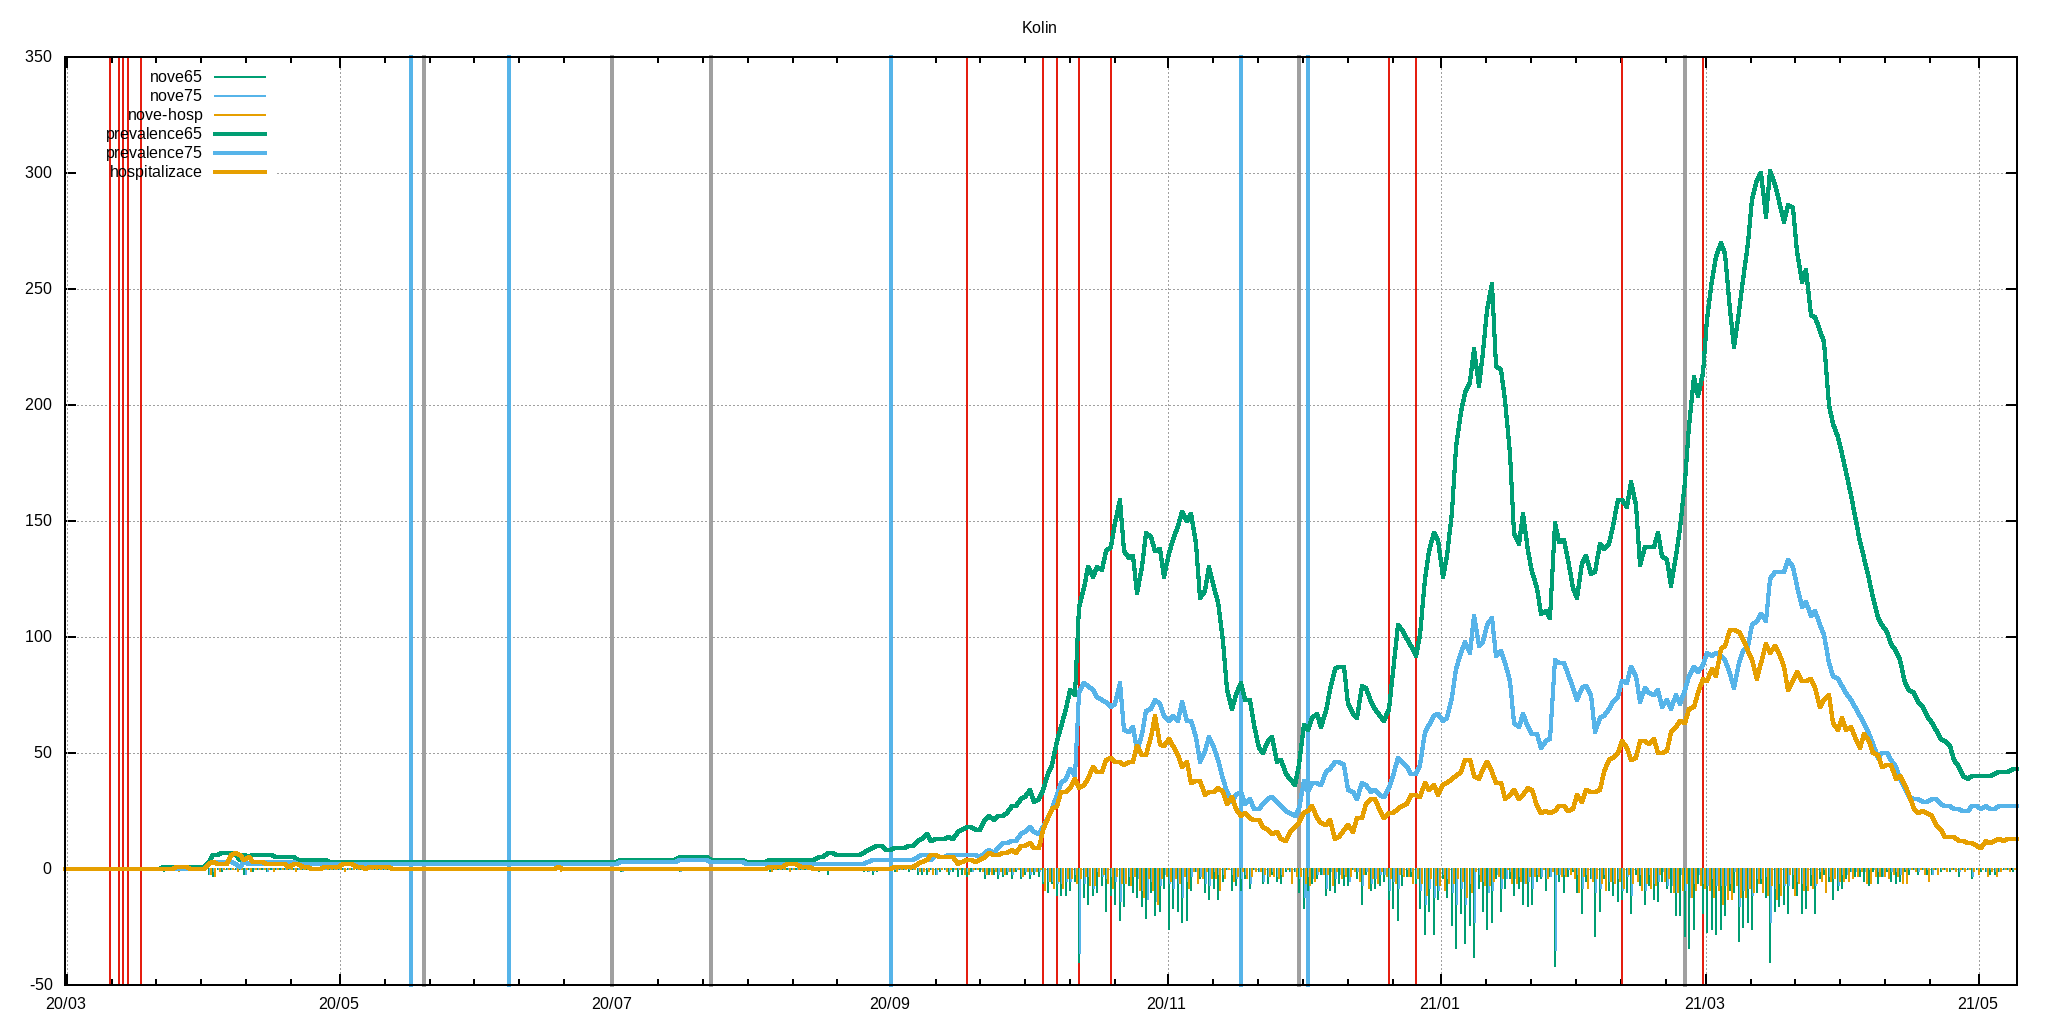 Kolin
350
300
250
200
150
100
50
0
-50
nove65
nove75
nove-hosp
prevalence65
prevalence75
hospitalizace
20/03 20/05 20/07 20/09 20/11 21/01 21/03 21/05